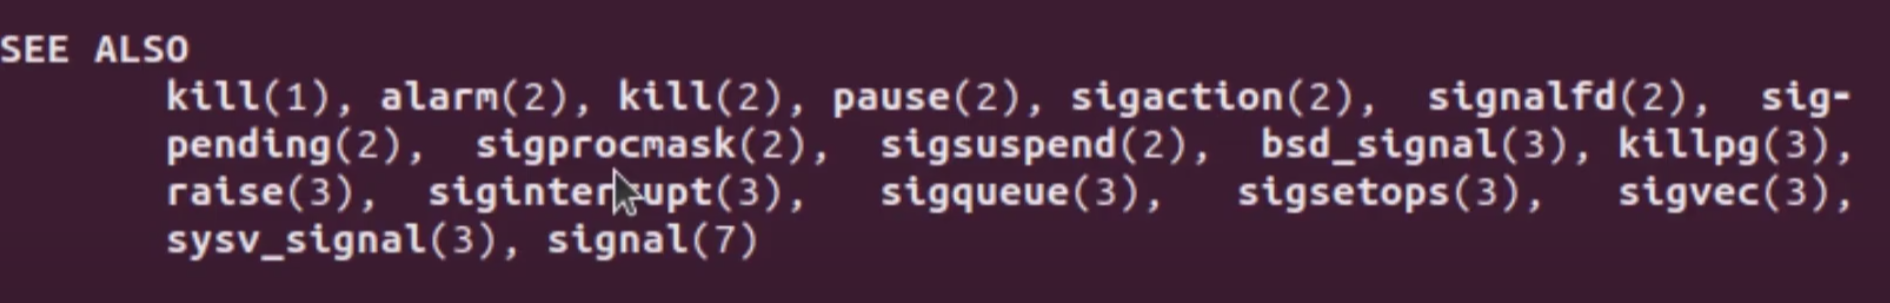 SEE ALSO
kill(1), alarm(2), kill(2), pause(2), sigaction(2), signalfd(2), sig-
pending(2), sigprocmask(2), sigsuspend(2), bsd_signal(3), killpg(3),
raise(3), siginterrupt(3), sigqueue(3), sigsetops(3), sigvec(3),
sysv_signal(3), signal(7)